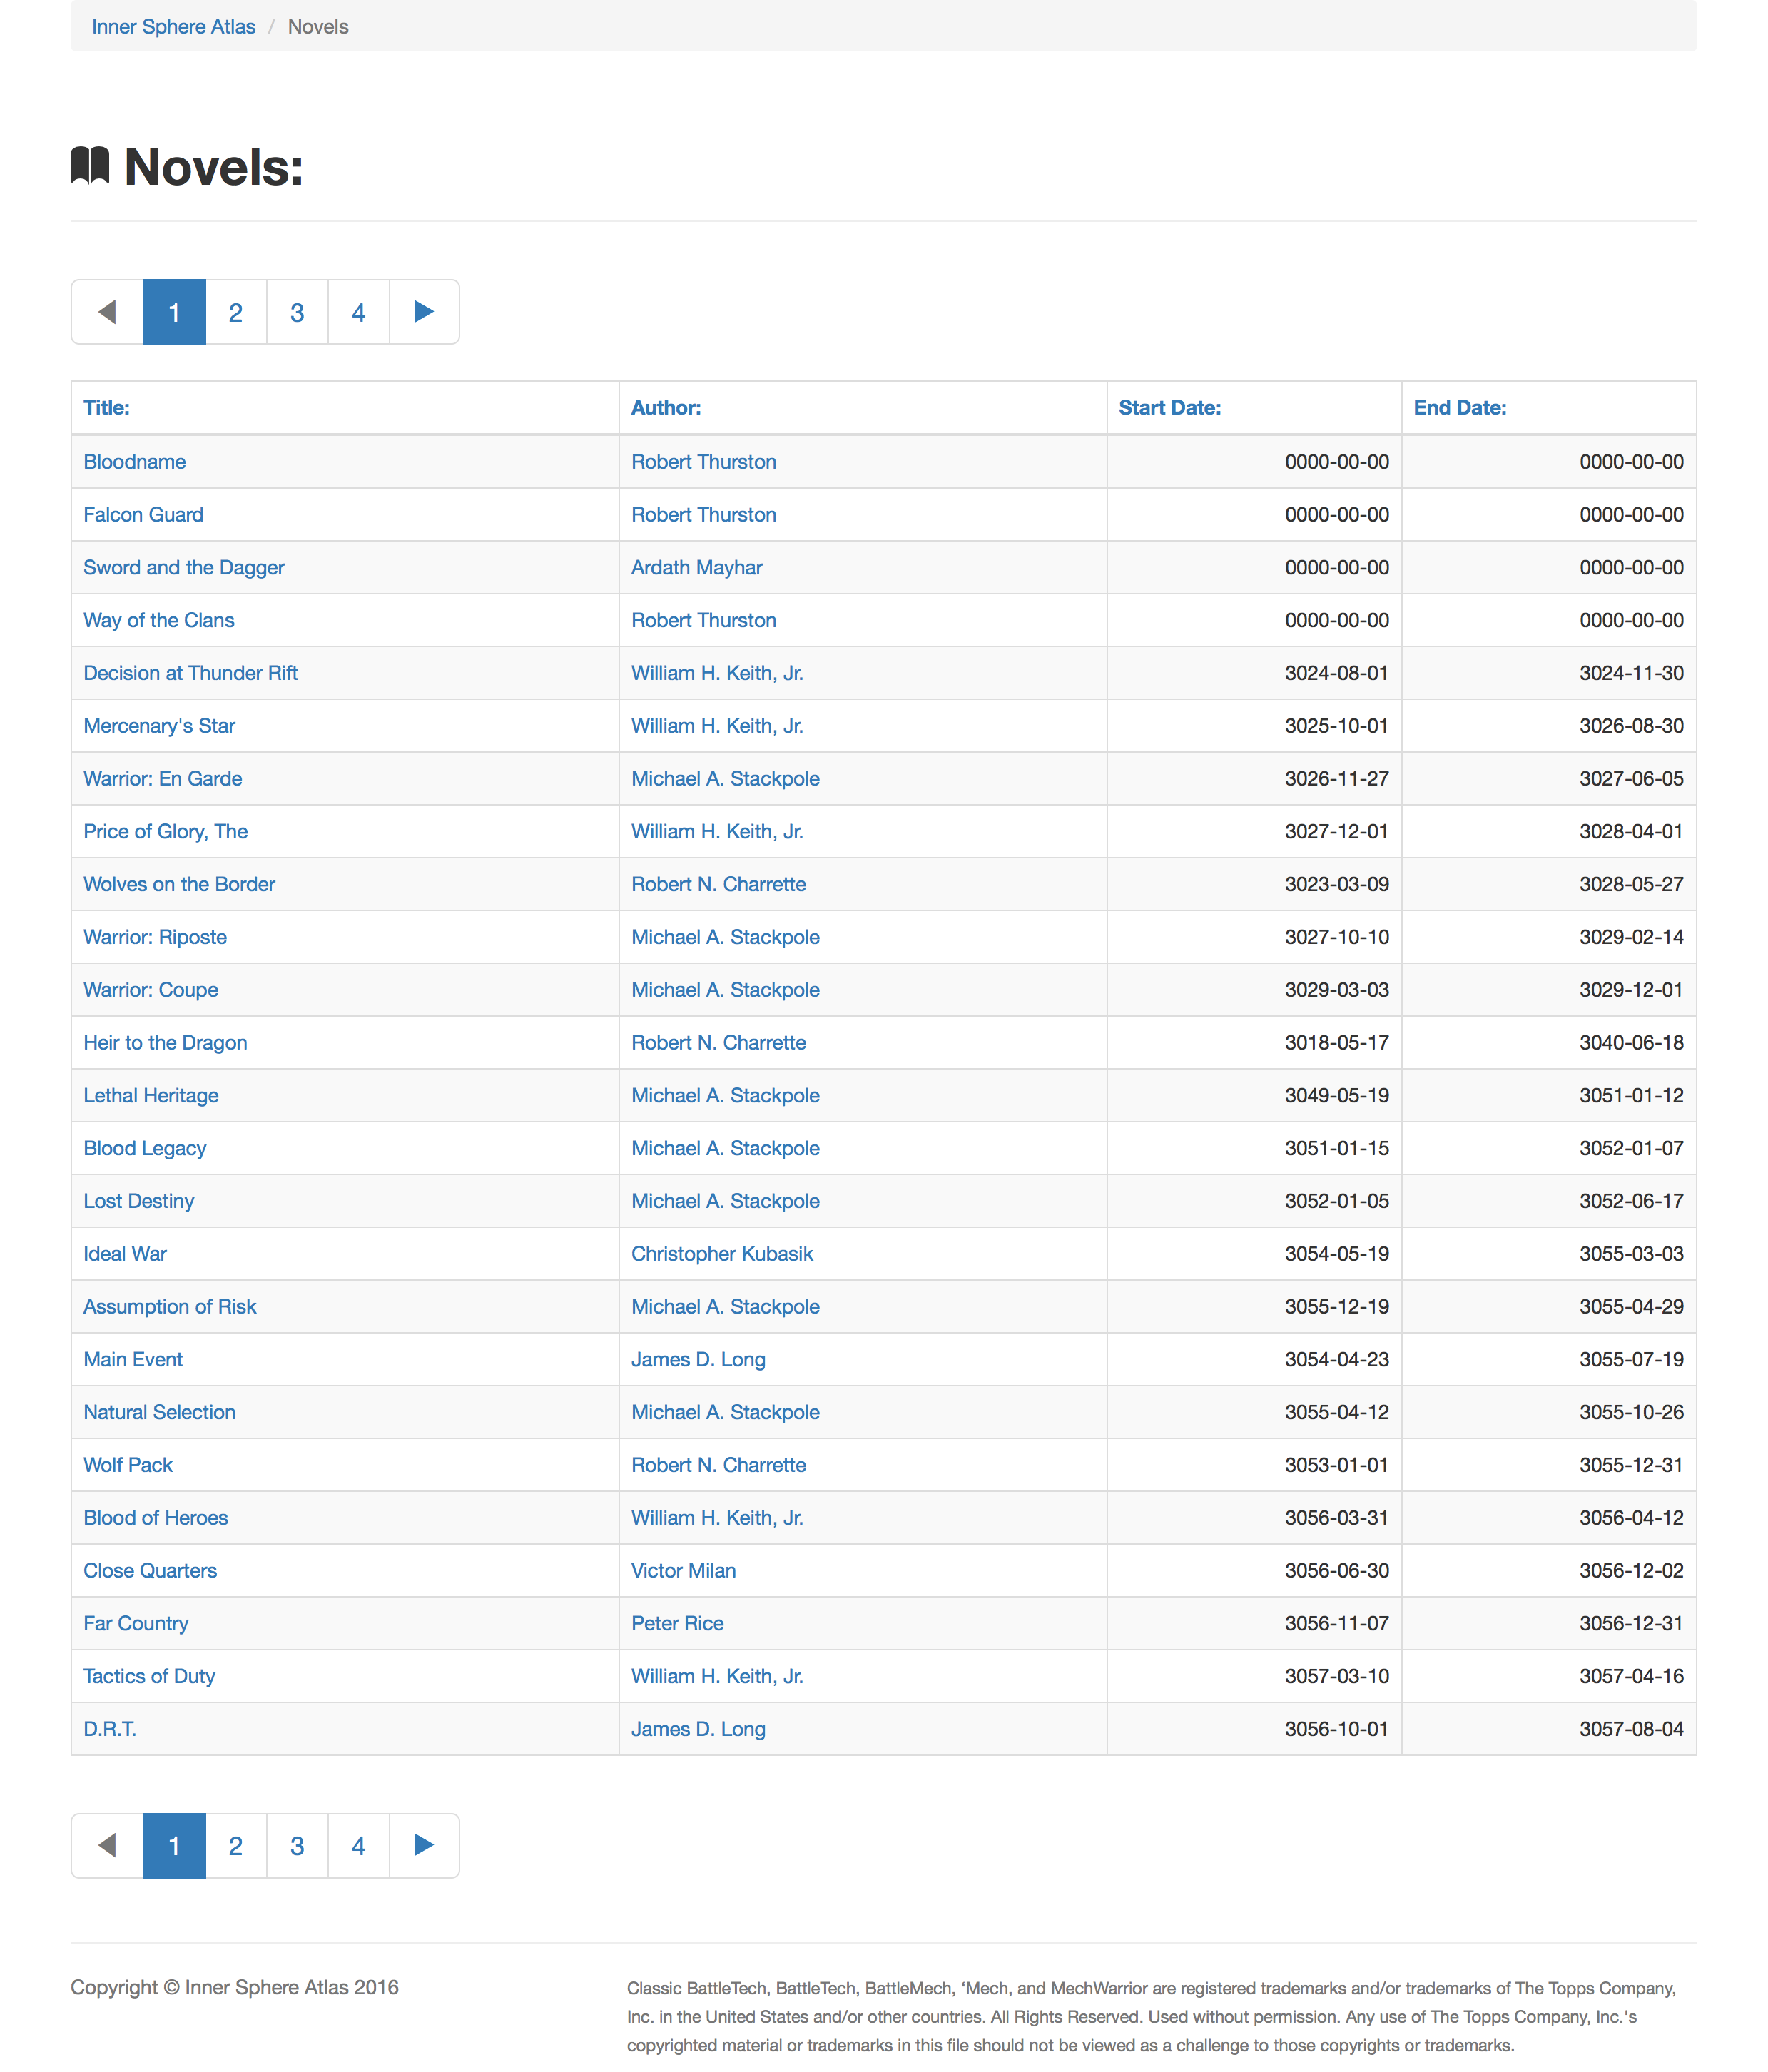 Inner Sphere Atlas / Novels
Novels:
1 2 3 4
Title: Author: Start Date: End Date:
Bloodname Robert Thurston 0000-00-00 0000-00-00
Falcon Guard Robert Thurston 0000-00-00 0000-00-00
Sword and the Dagger Ardath Mayhar 0000-00-00 0000-00-00
Way of the Clans Robert Thurston 0000-00-00 0000-00-00
Decision at Thunder Rift William H. Keith, Jr. 3024-08-01 3024-11-30
Mercenary's Star William H. Keith, Jr. 3025-10-01 3026-08-30
Warrior: En Garde Michael A. Stackpole 3026-11-27 3027-06-05
Price of Glory, The William H. Keith, Jr. 3027-12-01 3028-04-01
Wolves on the Border Robert N. Charrette 3023-03-09 3028-05-27
Warrior: Riposte Michael A. Stackpole 3027-10-10 3029-02-14
Warrior: Coupe Michael A. Stackpole 3029-03-03 3029-12-01
Heir to the Dragon Robert N. Charrette 3018-05-17 3040-06-18
Lethal Heritage Michael A. Stackpole 3049-05-19 3051-01-12
Blood Legacy Michael A. Stackpole 3051-01-15 3052-01-07
Lost Destiny Michael A. Stackpole 3052-01-05 3052-06-17
Ideal War Christopher Kubasik 3054-05-19 3055-03-03
Assumption of Risk Michael A. Stackpole 3055-12-19 3055-04-29
Main Event James D. Long 3054-04-23 3055-07-19
Natural Selection Michael A. Stackpole 3055-04-12 3055-10-26
Wolf Pack Robert N. Charrette 3053-01-01 3055-12-31
Blood of Heroes William H. Keith, Jr. 3056-03-31 3056-04-12
Close Quarters Victor Milan 3056-06-30 3056-12-02
Far Country Peter Rice 3056-11-07 3056-12-31
Tactics of Duty William H. Keith, Jr. 3057-03-10 3057-04-16
D.R.T. James D. Long 3056-10-01 3057-08-04
1 2 3 4
Copyright © Inner Sphere Atlas 2016
Classic BattleTech, BattleTech, BattleMech, ‘Mech, and MechWarrior are registered trademarks and/or trademarks of The Topps Company,
Inc. in the United States and/or other countries. All Rights Reserved. Used without permission. Any use of The Topps Company, Inc.'s
copyrighted material or trademarks in this file should not be viewed as a challenge to those copyrights or trademarks.